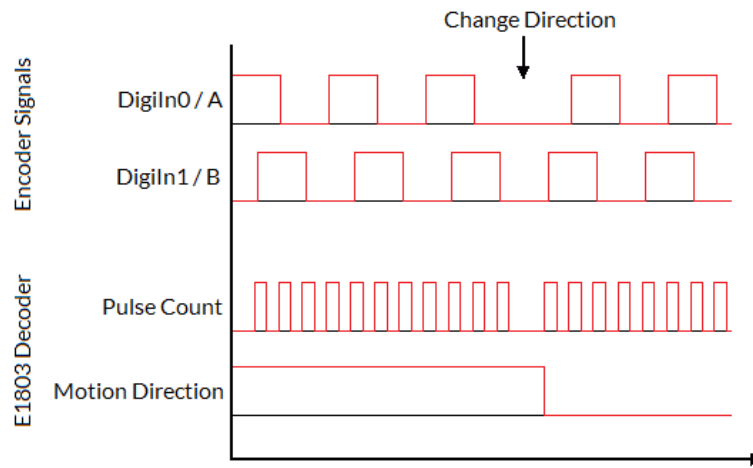 Change Direction
Encoder Signals
DigiIn0 / A
DigiIn1 / B
E1803 Decoder
Pulse Count
Motion Direction